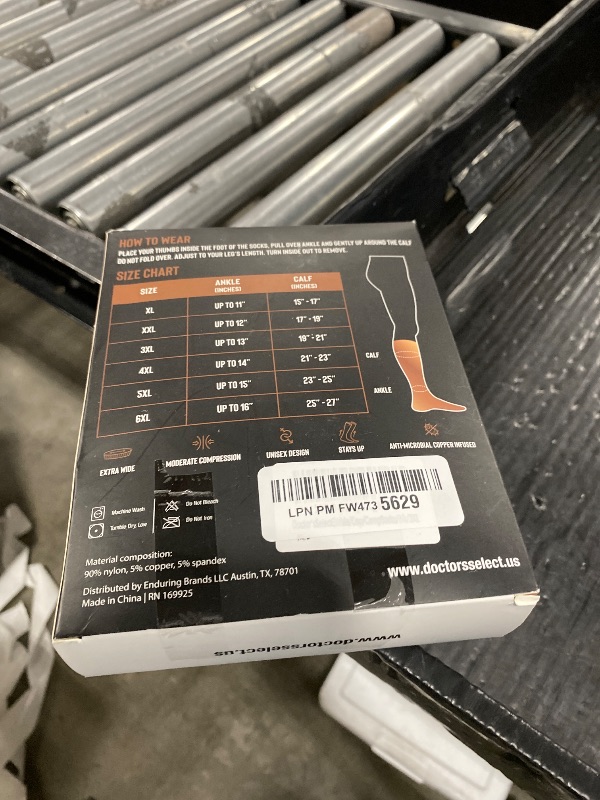 HOW TO WEAR
PLACE YOUR THUMBS INSIDE THE FOOT OF THE SOCKS. PULL OVER ANKLE AND GENTLY UP AROUND THE CALF
DO NOT FOLD OVER. ADJUST TO YOUR LEG'S LENGTH. TURN INSIDE OUT TO REMOVE.
SIZE CHART
SIZE ANKLE (INCHES) CALF (INCHES)
XL UP TO 11" 15" - 17"
XXL UP TO 12" 17" - 19"
3XL UP TO 13" 19" - 21"
4XL UP TO 14" 21" - 23"
5XL UP TO 15" 23" - 25"
6XL UP TO 16" 25" - 27"
CALF
ANKLE
EXTRA WIDE MODERATE COMPRESSION UNISEX DESIGN STAYS UP ANTI-MICROBIAL COPPER INFUSED
Machine Wash Do Not Bleach
Tumble Dry, Low Do Not Iron
LPN PM FW473 5629
Material composition:
90% nylon, 5% copper, 5% spandex
Distributed by Enduring Brands LLC Austin, TX, 78701
Made in China | RN 169925
www.doctorsselect.us
www.doctorsselect.us